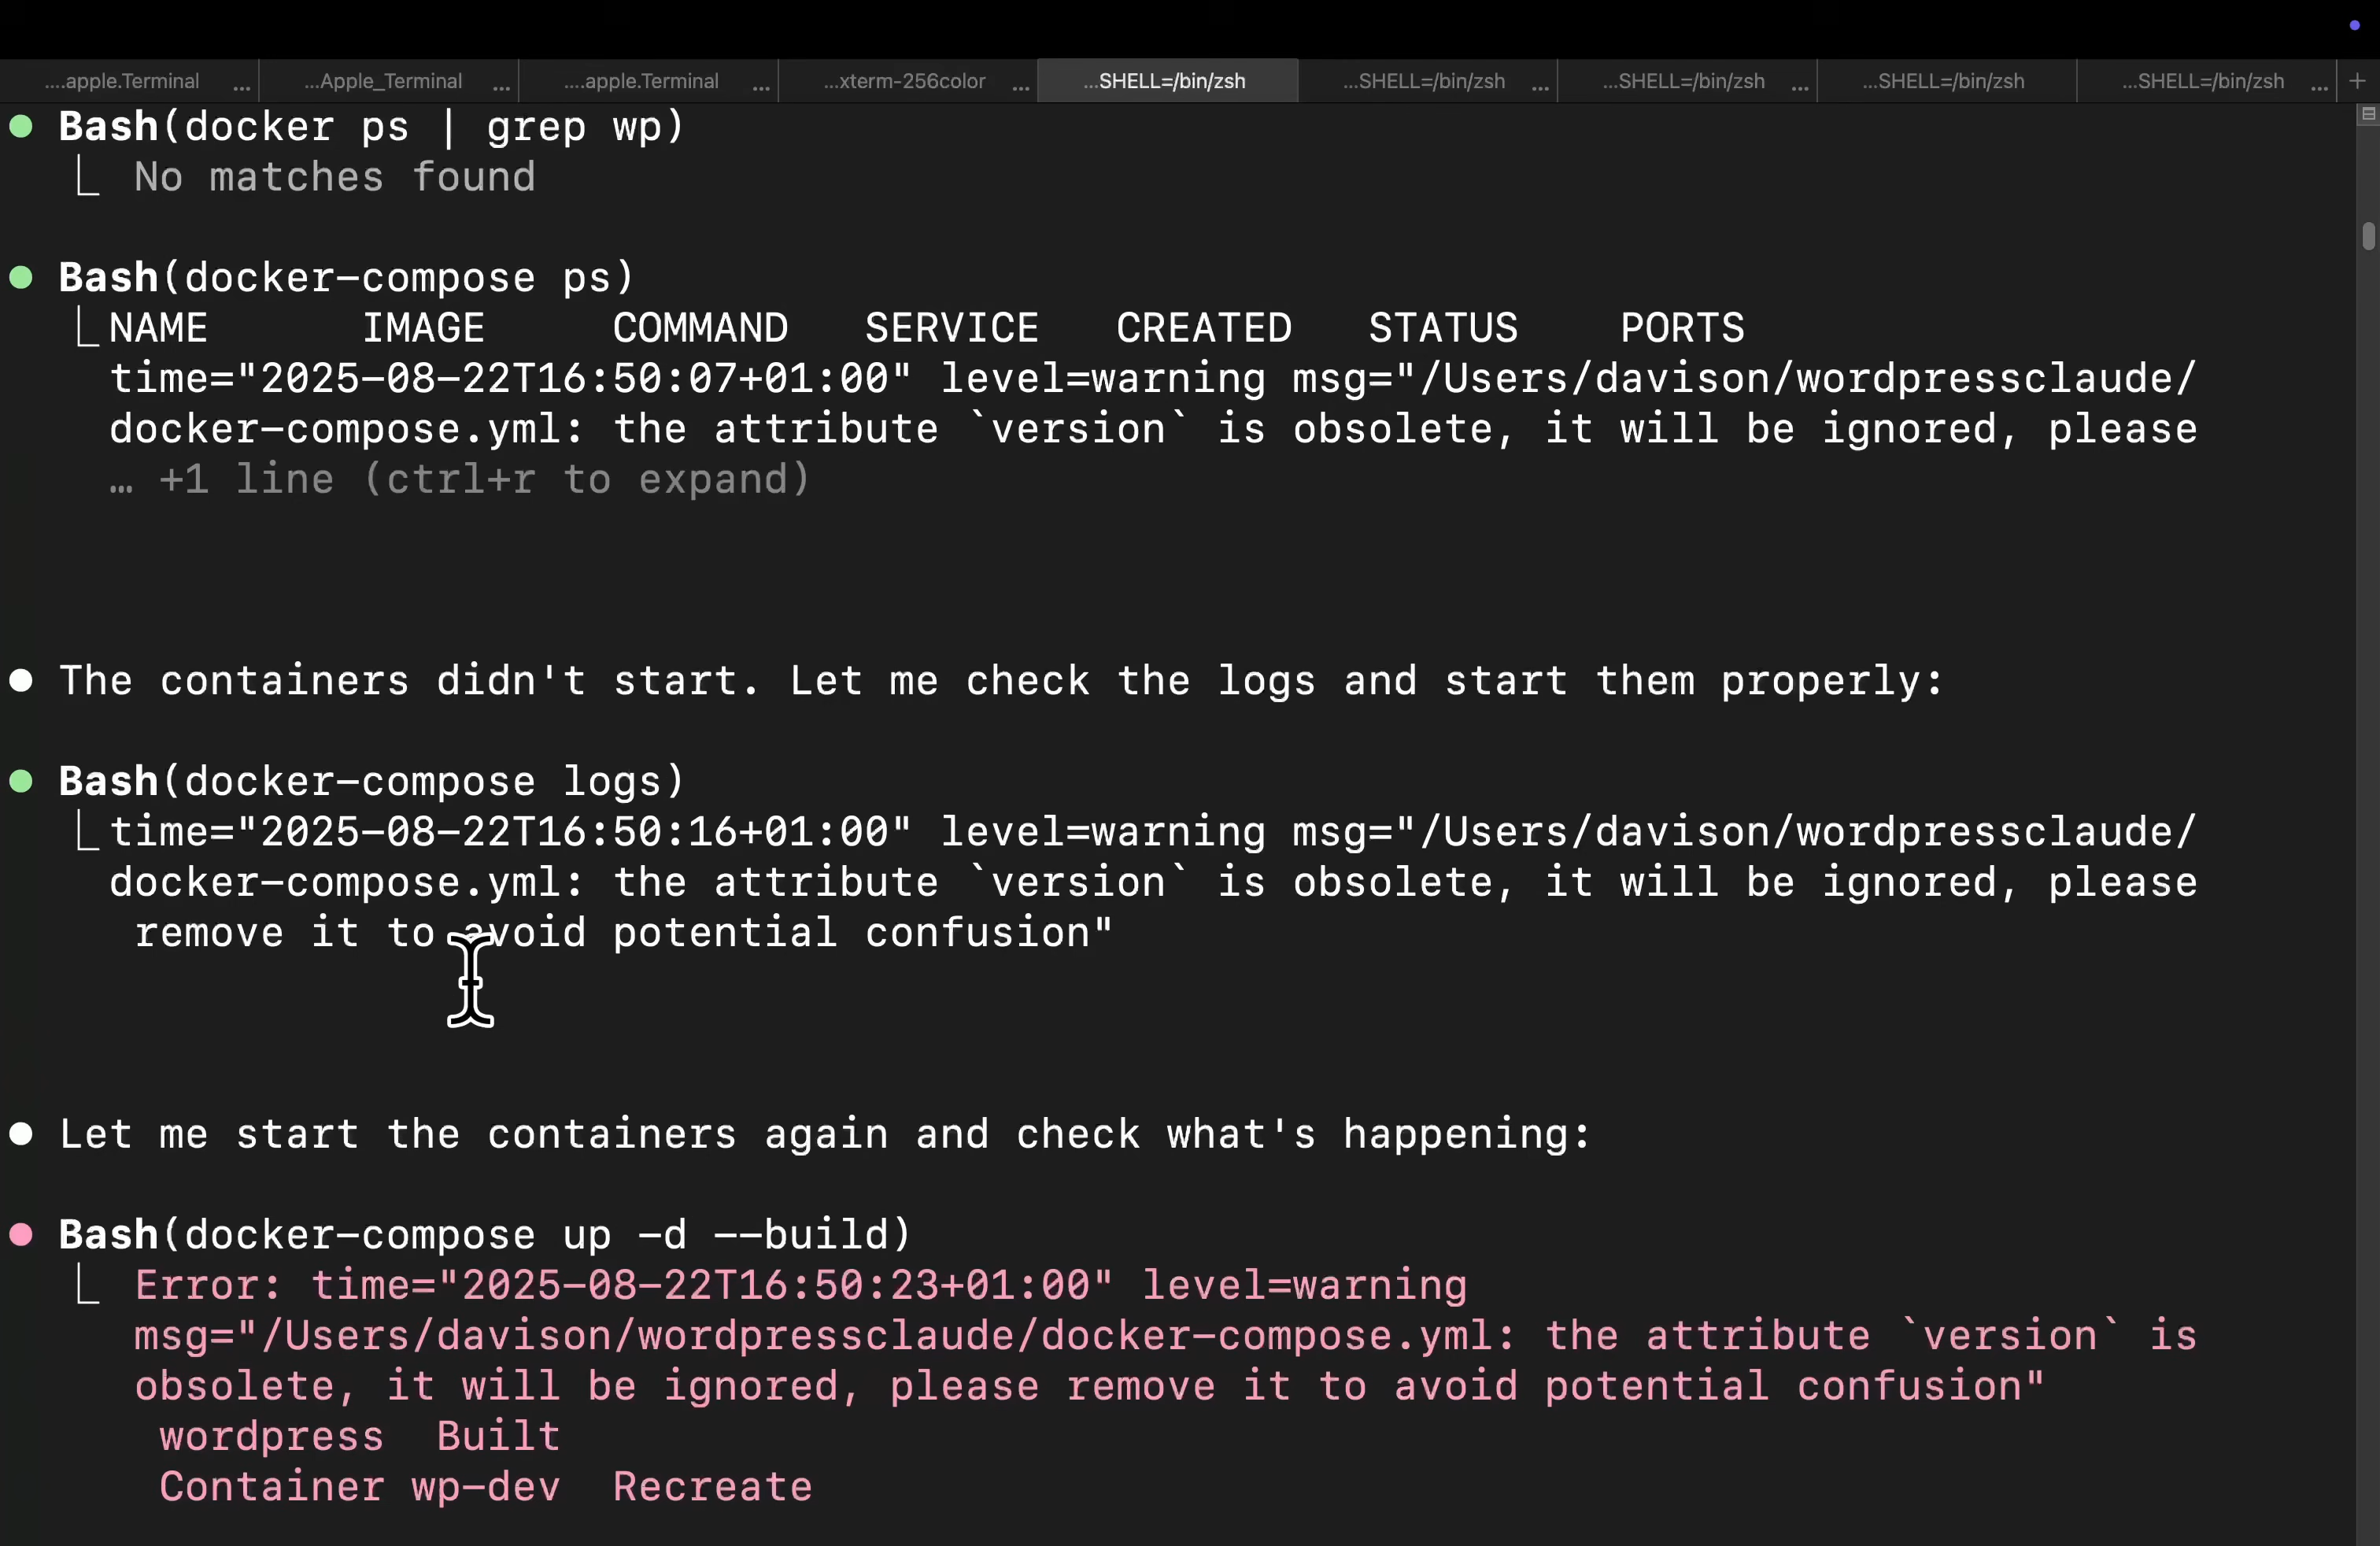 ....apple.Terminal ... ...Apple_Terminal ... ....apple.Terminal ... ...xterm-256color ... ...SHELL=/bin/zsh ...SHELL=/bin/zsh ... ...SHELL=/bin/zsh ... ...SHELL=/bin/zsh ...SHELL=/bin/zsh ... +
Bash(docker ps | grep wp)
No matches found
Bash(docker-compose ps)
NAME IMAGE COMMAND SERVICE CREATED STATUS PORTS
time="2025-08-22T16:50:07+01:00" level=warning msg="/Users/davison/wordpressclaude/
docker-compose.yml: the attribute `version` is obsolete, it will be ignored, please
… +1 line (ctrl+r to expand)
The containers didn't start. Let me check the logs and start them properly:
Bash(docker-compose logs)
time="2025-08-22T16:50:16+01:00" level=warning msg="/Users/davison/wordpressclaude/
docker-compose.yml: the attribute `version` is obsolete, it will be ignored, please
remove it to avoid potential confusion"
Let me start the containers again and check what's happening:
Bash(docker-compose up -d --build)
Error: time="2025-08-22T16:50:23+01:00" level=warning
msg="/Users/davison/wordpressclaude/docker-compose.yml: the attribute `version` is
obsolete, it will be ignored, please remove it to avoid potential confusion"
wordpress Built
Container wp-dev Recreate